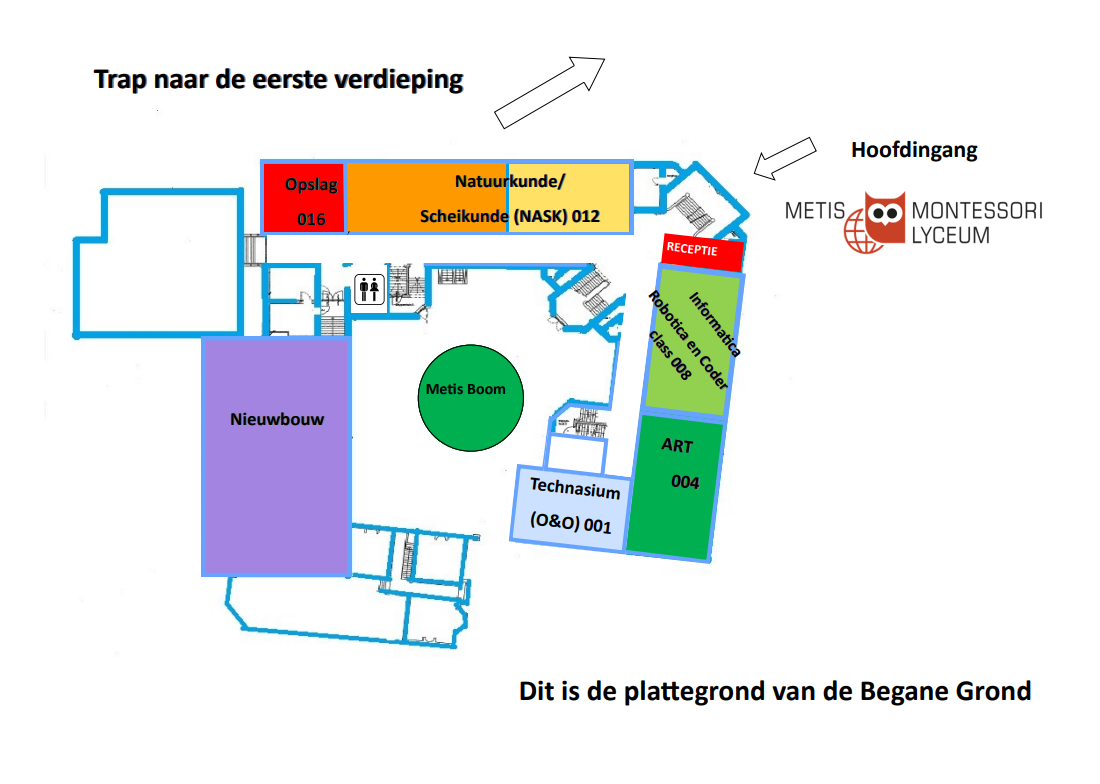 Trap naar de eerste verdieping
Hoofdingang
METIS MONTESSORI
LYCEUM
Opslag
016
Natuurkunde/
Scheikunde (NASK) 012
RECEPTIE
Informatica
Robotica en Coder
class 008
Metis Boom
Nieuwbouw
ART
004
Technasium
(O&O) 001
Dit is de plattegrond van de Begane Grond